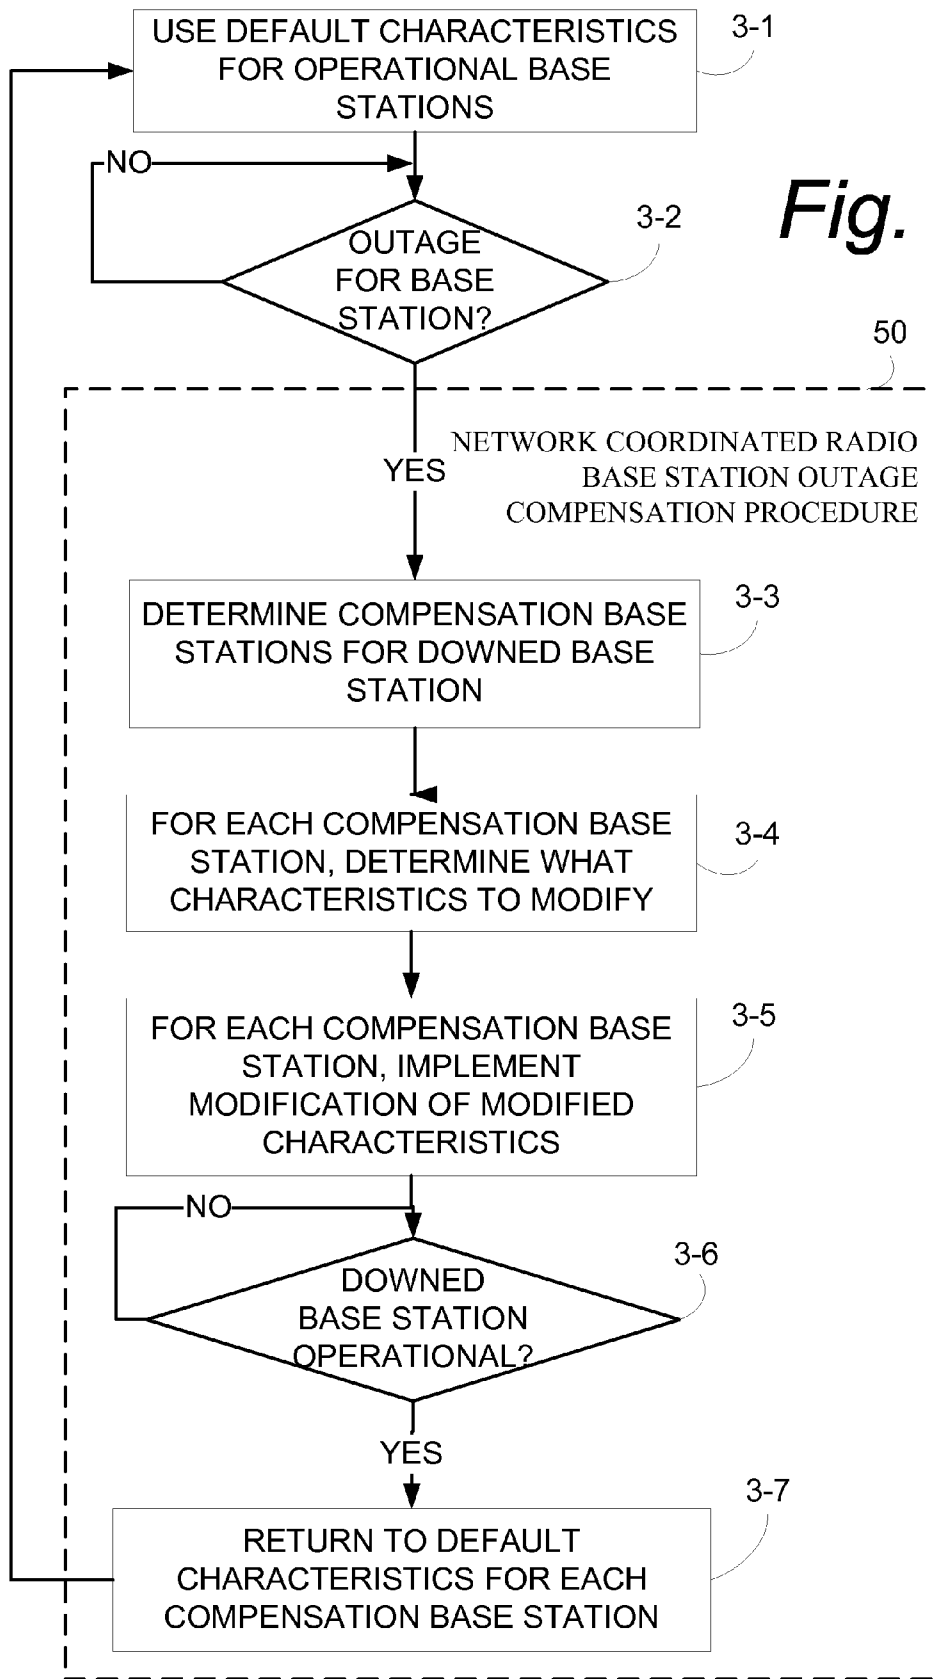 USE DEFAULT CHARACTERISTICS
FOR OPERATIONAL BASE
STATIONS
3-1
NO
Fig.
3-2
OUTAGE
FOR BASE
STATION?
50
NETWORK COORDINATED RADIO
BASE STATION OUTAGE
COMPENSATION PROCEDURE
YES
3-3
DETERMINE COMPENSATION BASE
STATIONS FOR DOWNED BASE
STATION
FOR EACH COMPENSATION BASE
STATION, DETERMINE WHAT
CHARACTERISTICS TO MODIFY
3-4
FOR EACH COMPENSATION BASE
STATION, IMPLEMENT
MODIFICATION OF MODIFIED
CHARACTERISTICS
3-5
NO
3-6
DOWNED
BASE STATION
OPERATIONAL?
YES
3-7
RETURN TO DEFAULT
CHARACTERISTICS FOR EACH
COMPENSATION BASE STATION